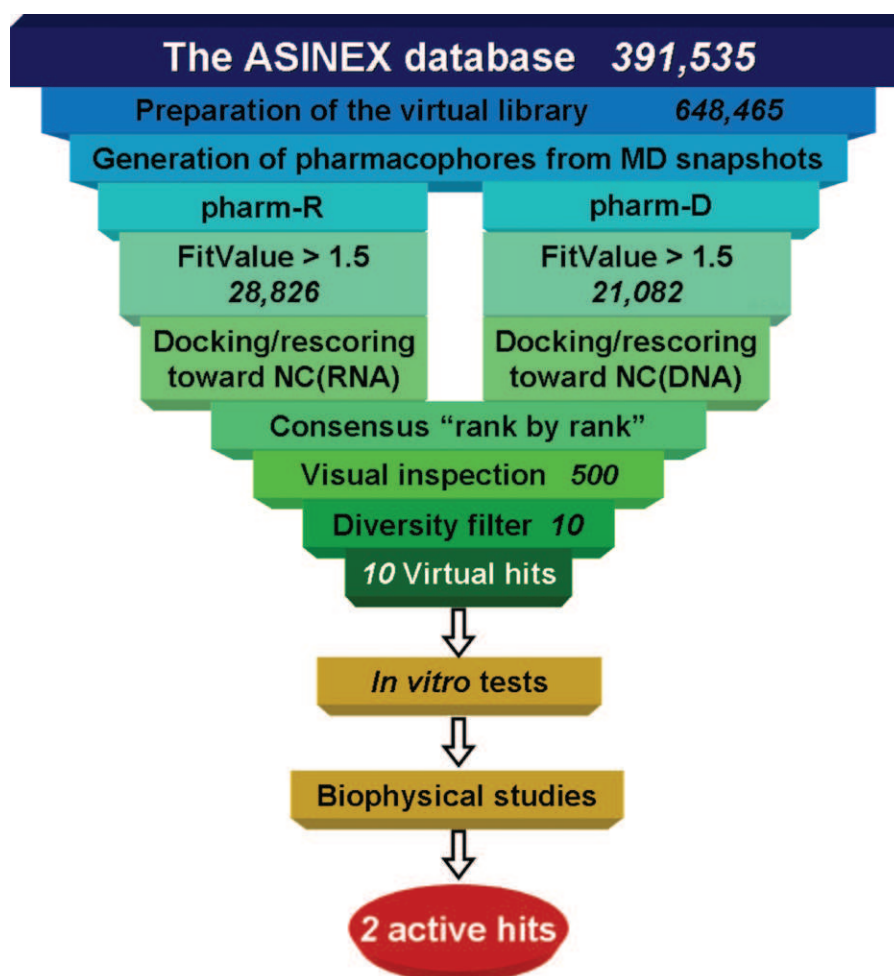 The ASINEX database 391,535
Preparation of the virtual library 648,465
Generation of pharmacophores from MD snapshots
pharm-R
pharm-D
FitValue > 1.5
28,826
FitValue > 1.5
21,082
Docking/rescoring
toward NC(RNA)
Docking/rescoring
toward NC(DNA)
Consensus “rank by rank”
Visual inspection 500
Diversity filter 10
10 Virtual hits
In vitro tests
Biophysical studies
2 active hits